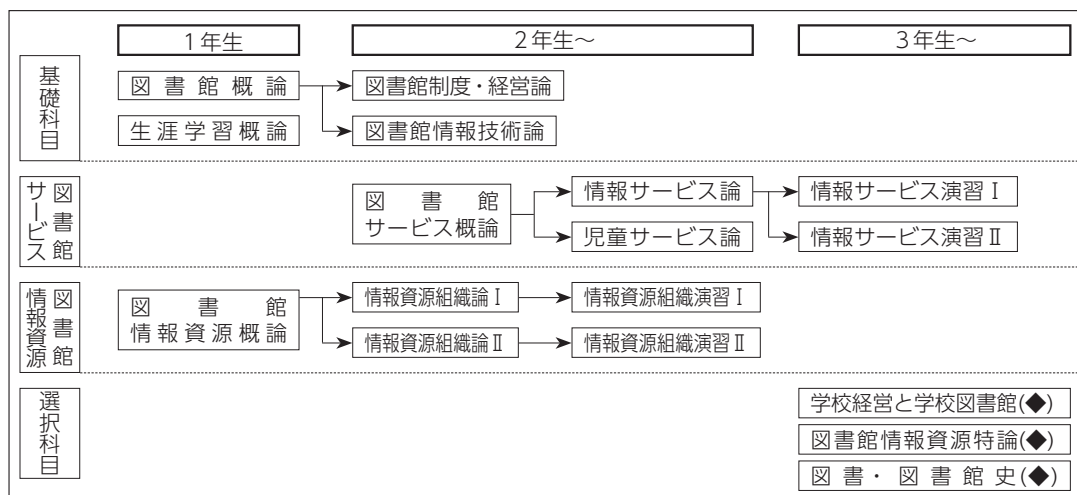 １年生
２年生～
３年生～
基礎科目
図書館概論
図書館制度・経営論
生涯学習概論
図書館情報技術論
図書館
サービス
図書館
サービス概論
情報サービス論
情報サービス演習Ⅰ
児童サービス論
情報サービス演習Ⅱ
図書館
情報資源
図書館
情報資源概論
情報資源組織論Ⅰ
情報資源組織演習Ⅰ
情報資源組織論Ⅱ
情報資源組織演習Ⅱ
選択科目
学校経営と学校図書館(◆)
図書館情報資源特論(◆)
図書・図書館史(◆)